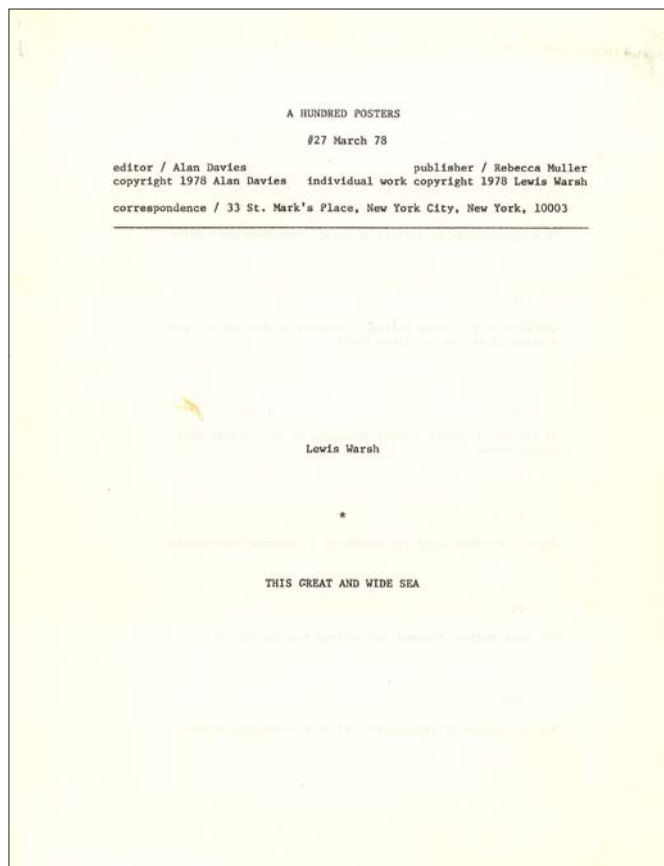 A HUNDRED POSTERS
#27 March 78
editor / Alan Davies publisher / Rebecca Muller
copyright 1978 Alan Davies individual work copyright 1978 Lewis Warsh
correspondence / 33 St. Mark's Place, New York City, New York, 10003
Lewis Warsh
*
THIS GREAT AND WIDE SEA